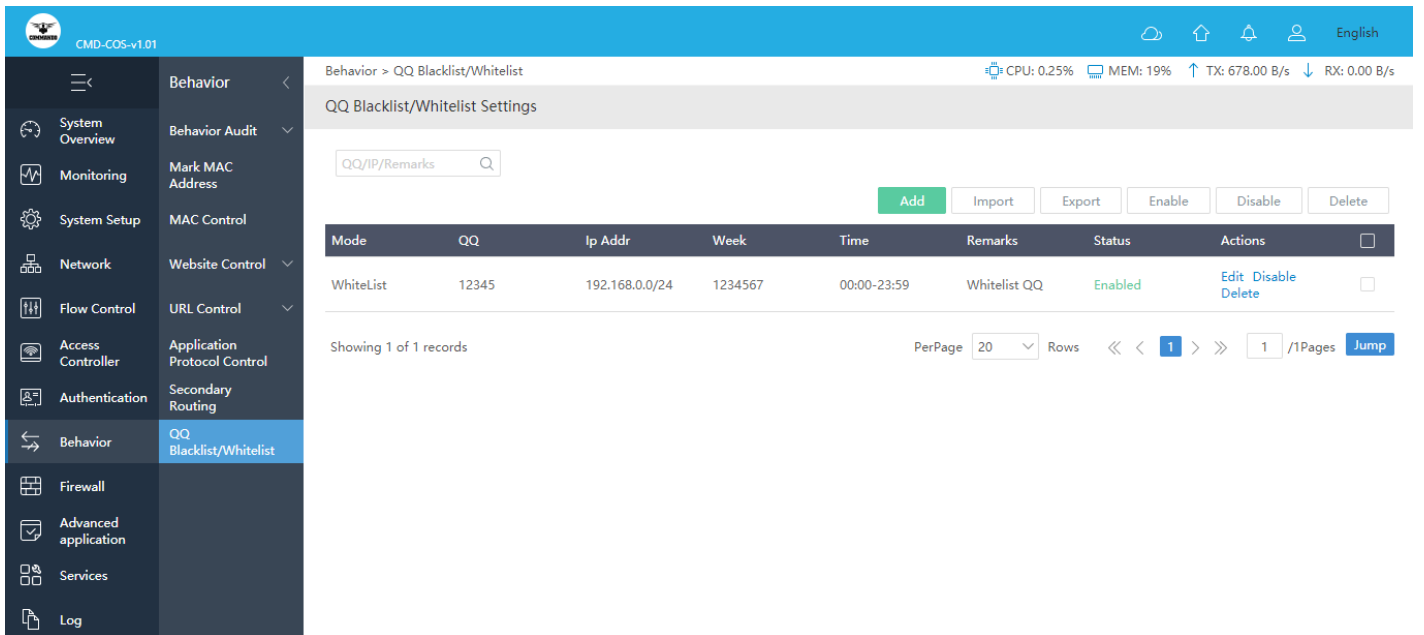 COMMANDO
CMD-COS-v1.01
English
Behavior
Behavior > QQ Blacklist/Whitelist
CPU: 0.25%
MEM: 19%
TX: 678.00 B/s
RX: 0.00 B/s
QQ Blacklist/Whitelist Settings
System
Overview
Monitoring
System Setup
Network
Flow Control
Access
Controller
Authentication
Behavior
Firewall
Advanced
application
Services
Log
Behavior Audit
Mark MAC
Address
MAC Control
Website Control
URL Control
Application
Protocol Control
Secondary
Routing
QQ
Blacklist/Whitelist
QQ/IP/Remarks
Add Import Export Enable Disable Delete
Mode QQ Ip Addr Week Time Remarks Status Actions
WhiteList 12345 192.168.0.0/24 1234567 00:00-23:59 Whitelist QQ Enabled Edit Disable
Delete
Showing 1 of 1 records PerPage 20 Rows 1 1 /1Pages Jump